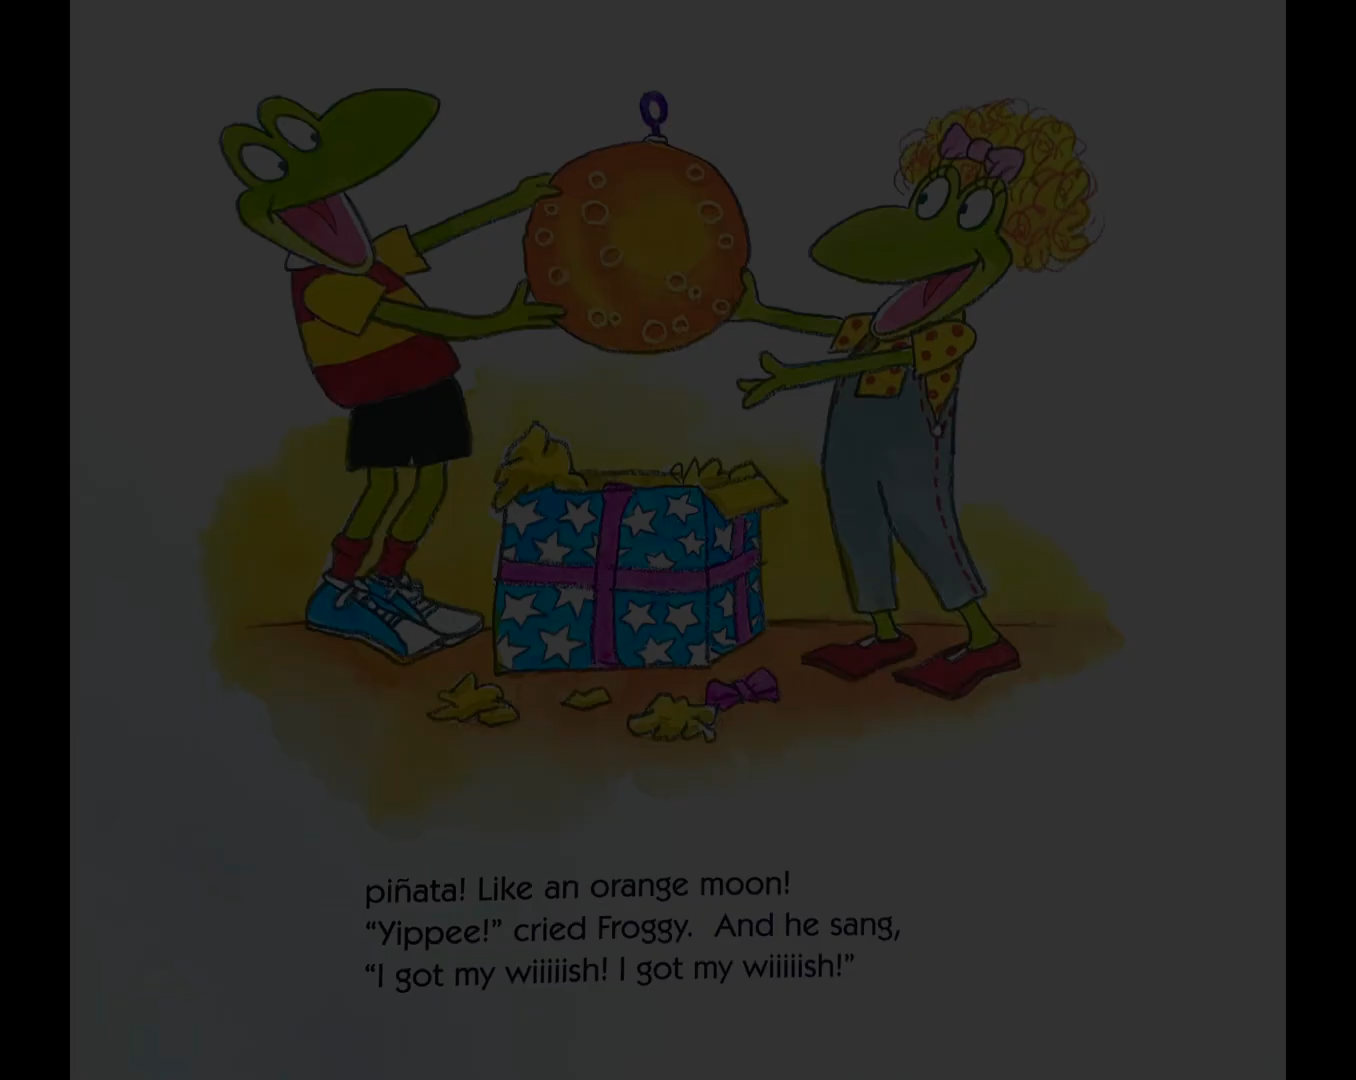 piñata! Like an orange moon!
“Yippee!” cried Froggy.  And he sang,
“I got my wiiiiish! I got my wiiiiish!”